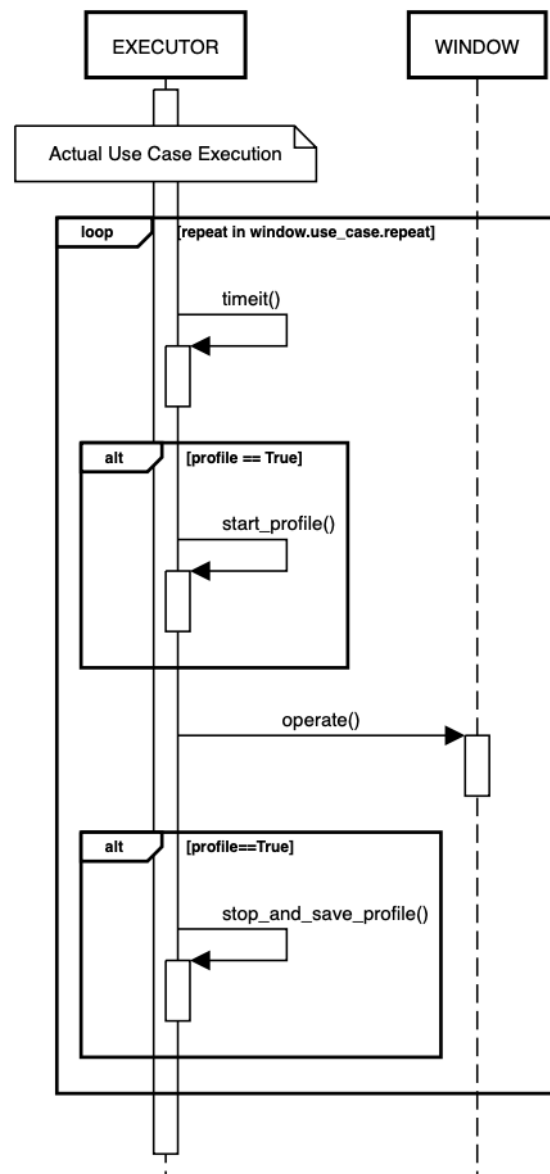 EXECUTOR
WINDOW
Actual Use Case Execution
loop
[repeat in window.use_case.repeat]
timeit()
alt
[profile == True]
start_profile()
operate()
alt
[profile==True]
stop_and_save_profile()